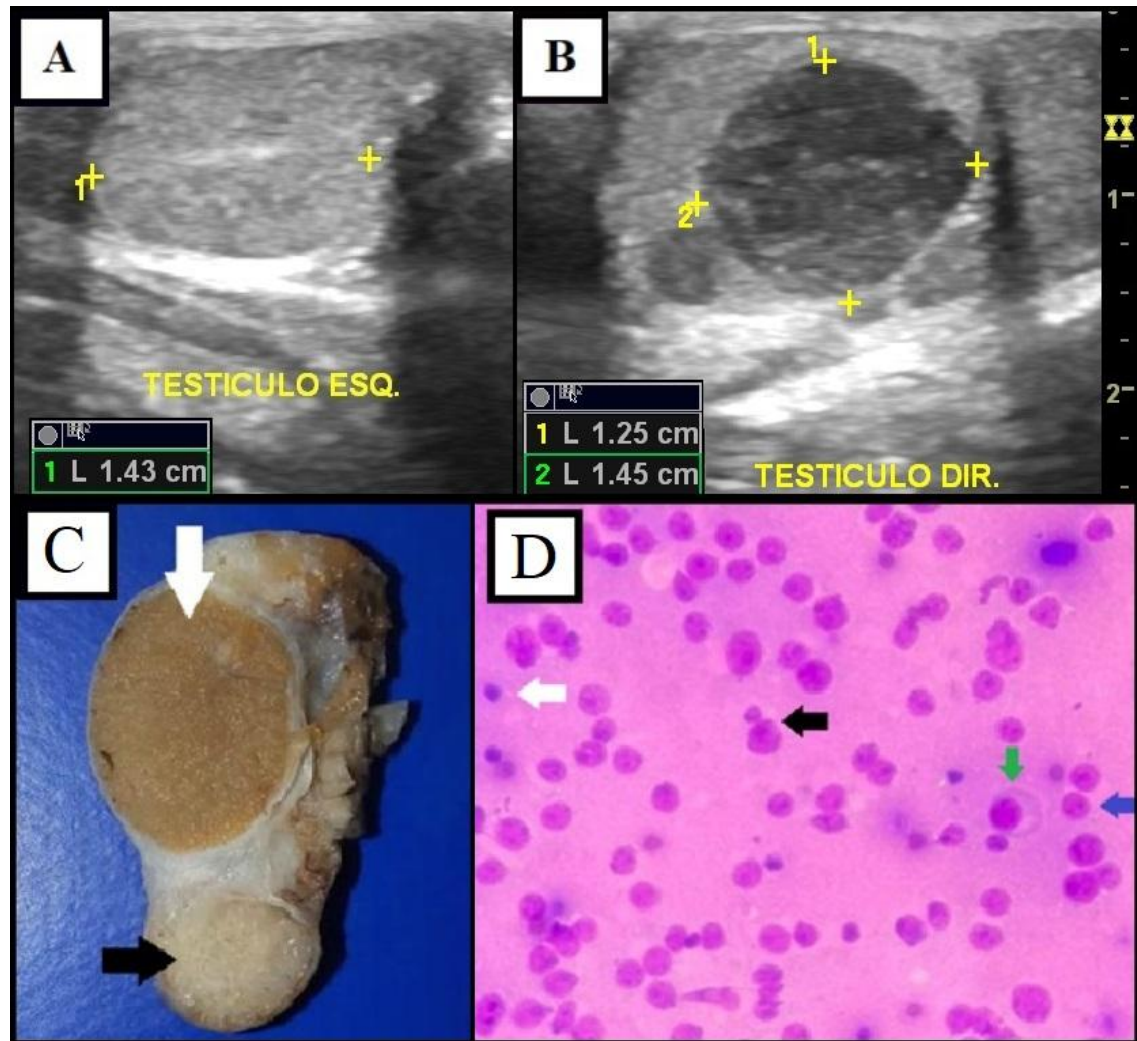 A
1
TESTICULO ESQ.
1 L 1.43 cm
B
1
2
1
2
1 L 1.25 cm
2 L 1.45 cm
TESTICULO DIR.
C
D